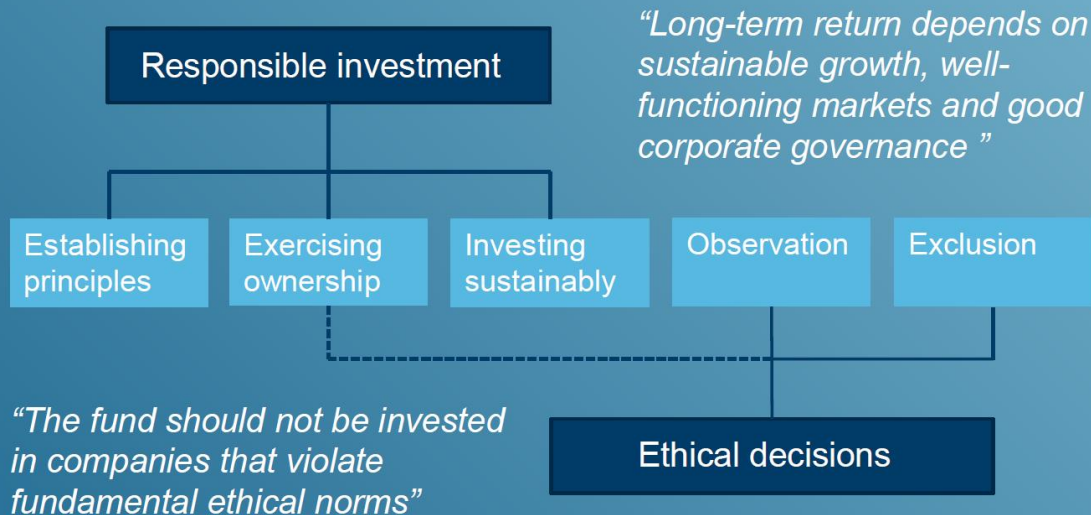 Responsible investment
“Long-term return depends on
sustainable growth, well-
functioning markets and good
corporate governance ”
Establishing
principles
Exercising
ownership
Investing
sustainably
Observation
Exclusion
“The fund should not be invested
in companies that violate
fundamental ethical norms”
Ethical decisions